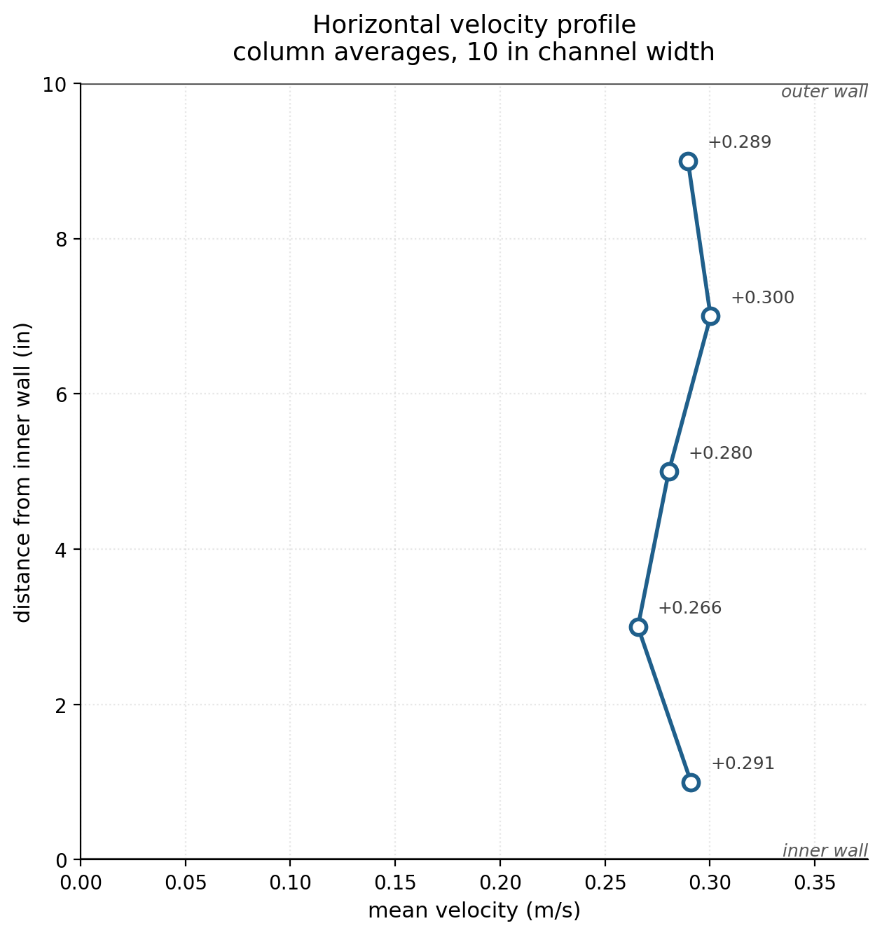 Horizontal velocity profile
column averages, 10 in channel width
10
outer wall
+0.289
8
+0.300
6
+0.280
4
+0.266
2
+0.291
inner wall
0
0.00 0.05 0.10 0.15 0.20 0.25 0.30 0.35
mean velocity (m/s)
distance from inner wall (in)